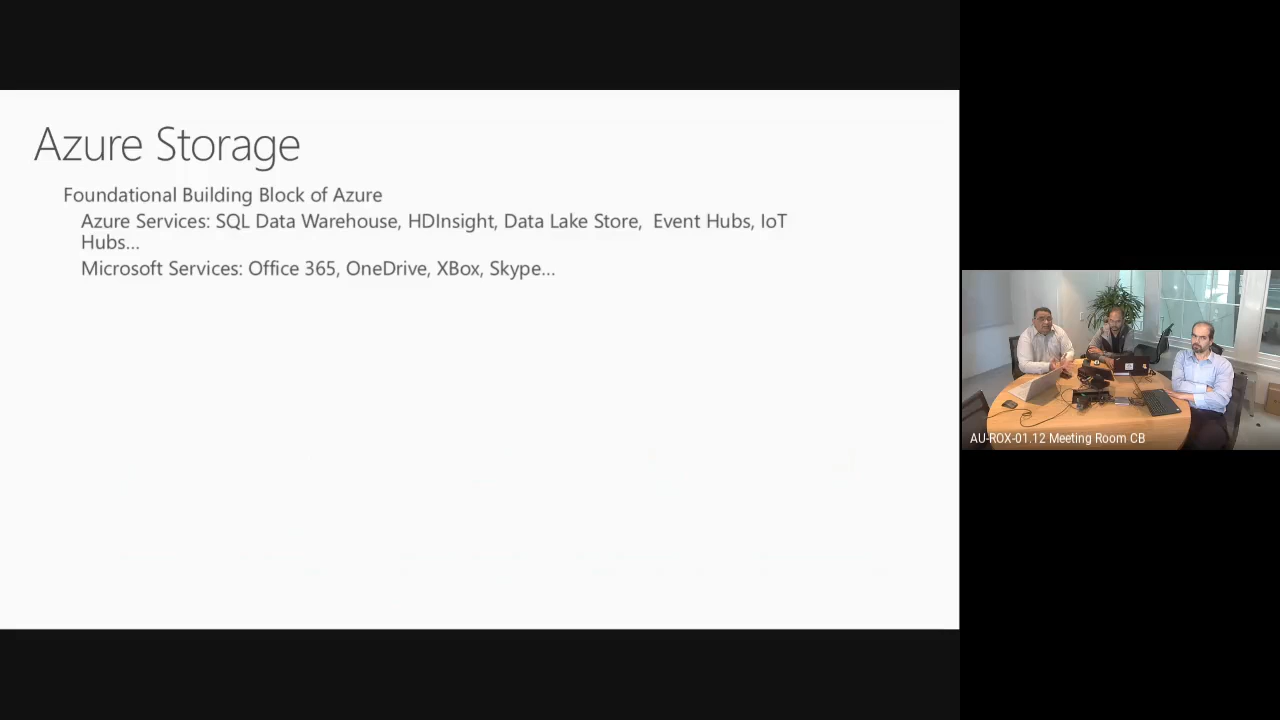 Azure Storage
Foundational Building Block of Azure
Azure Services: SQL Data Warehouse, HDInsight, Data Lake Store,  Event Hubs, IoT
Hubs...
Microsoft Services: Office 365, OneDrive, XBox, Skype...
AU-ROX-01.12 Meeting Room CB